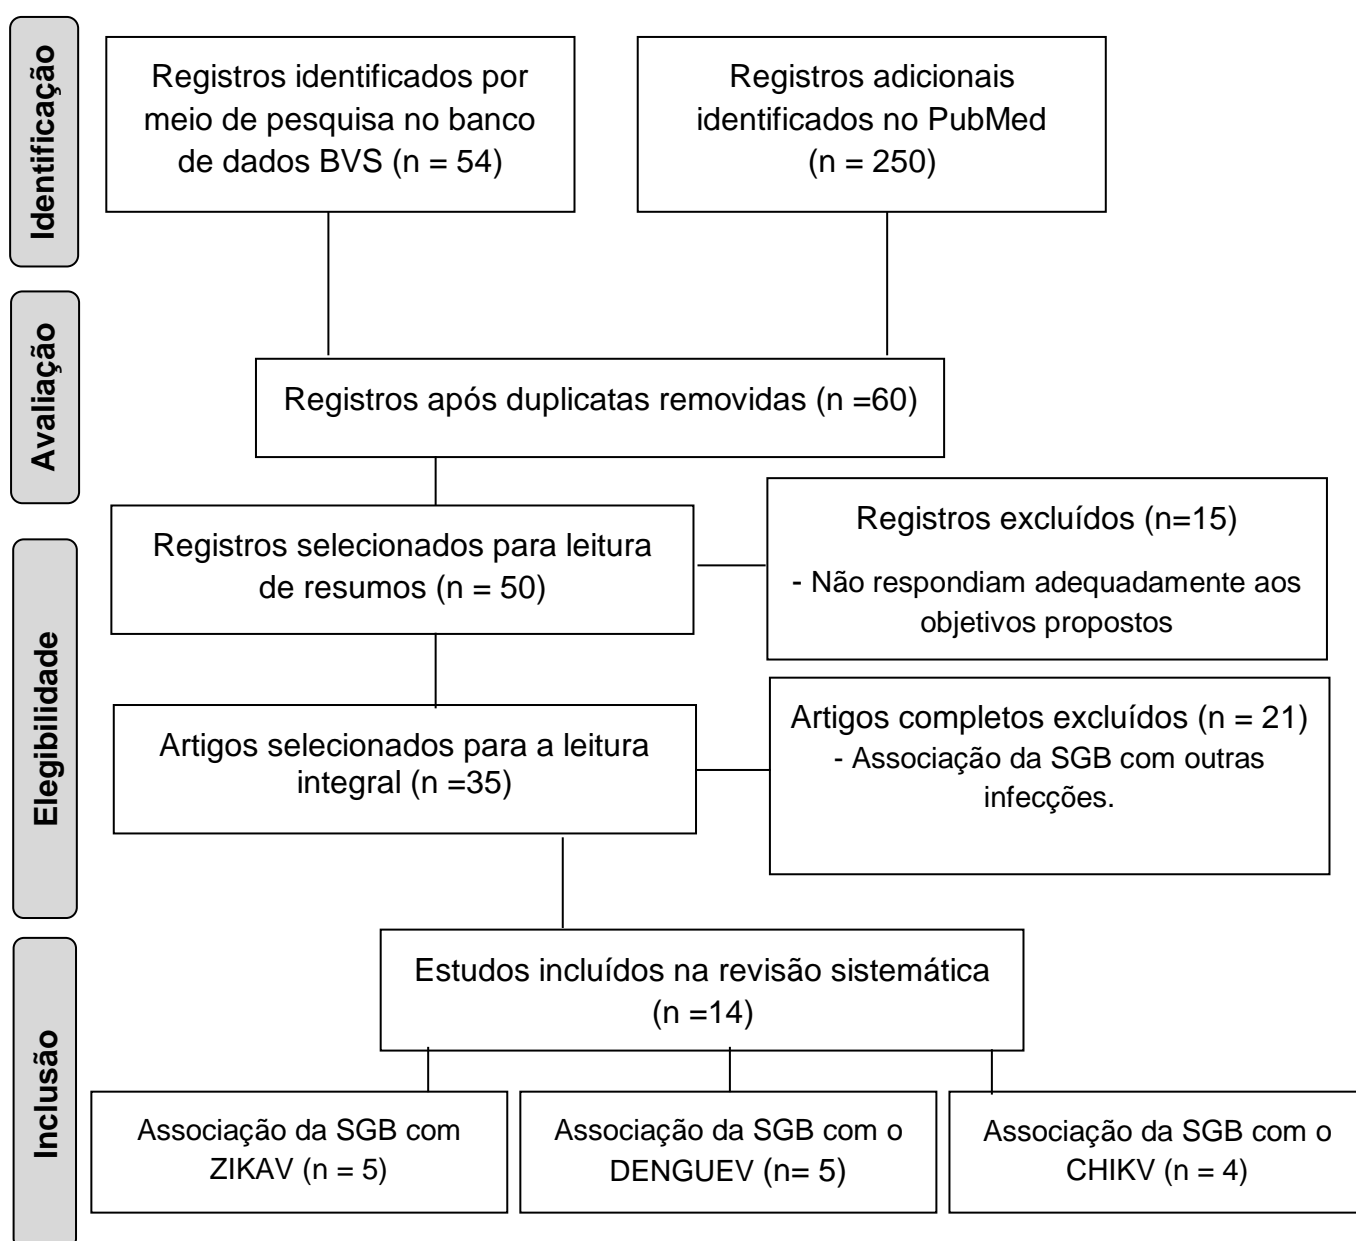 Identificação
Registros identificados por
meio de pesquisa no banco
de dados BVS (n = 54)
Registros adicionais
identificados no PubMed
(n = 250)
Avaliação
Registros após duplicatas removidas (n =60)
Elegibilidade
Registros selecionados para leitura
de resumos (n = 50)
Registros excluídos (n=15)
- Não respondiam adequadamente aos
objetivos propostos
Artigos selecionados para a leitura
integral (n =35)
Artigos completos excluídos (n = 21)
- Associação da SGB com outras
infecções.
Inclusão
Estudos incluídos na revisão sistemática
(n =14)
Associação da SGB com
ZIKAV (n = 5)
Associação da SGB com o
DENGUEV (n= 5)
Associação da SGB com o
CHIKV (n = 4)